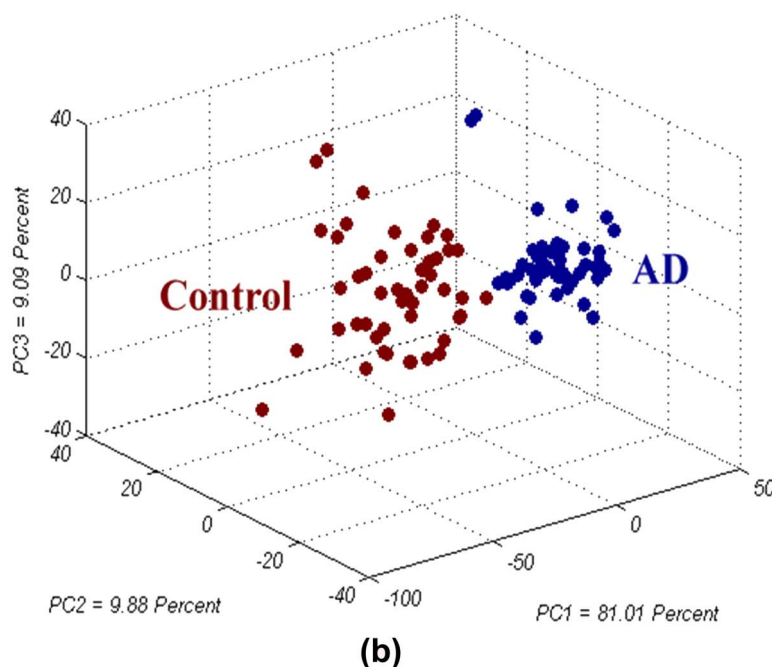 40
20
0
-20
-40
PC3 = 9.09 Percent
Control
AD
40
20
0
-20
-40
PC2 = 9.88 Percent
-100
-50
0
50
PC1 = 81.01 Percent
(b)